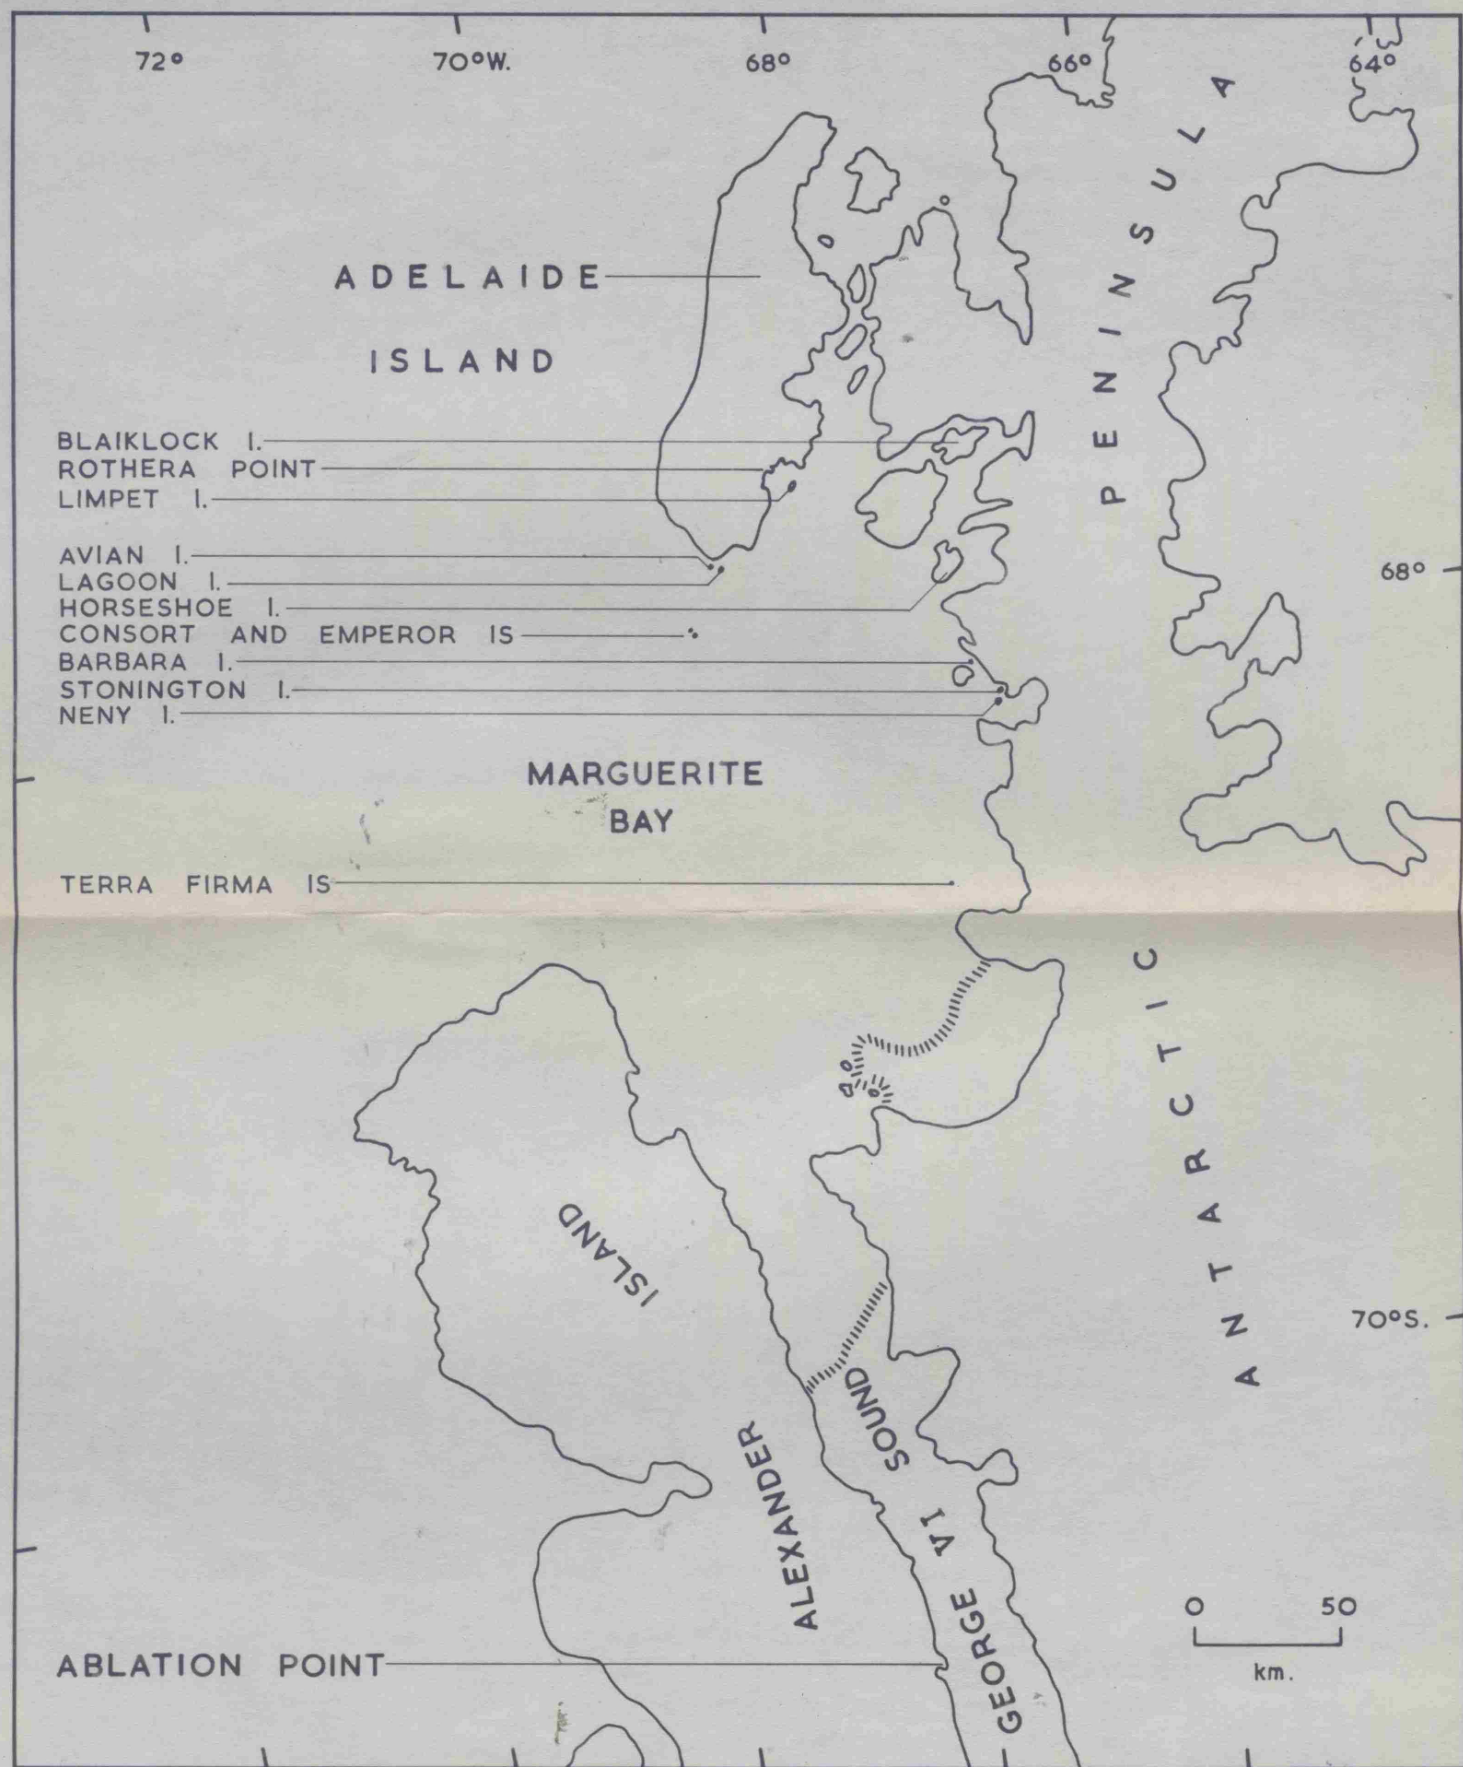 72°
70°W.
68°
66°
64°
PENINSULA
ADELAIDE
ISLAND
BLAIKLOCK I.
ROTHERA POINT
LIMPET I.
AVIAN I.
LAGOON I.
HORSESHOE I.
CONSORT AND EMPEROR IS
BARBARA I.
STONINGTON I.
NENY I.
68°
MARGUERITE
BAY
TERRA FIRMA IS
ANTARCTIC
70°S.
ALEXANDER
ISLAND
GEORGE VI
SOUND
0 50
km.
ABLATION POINT